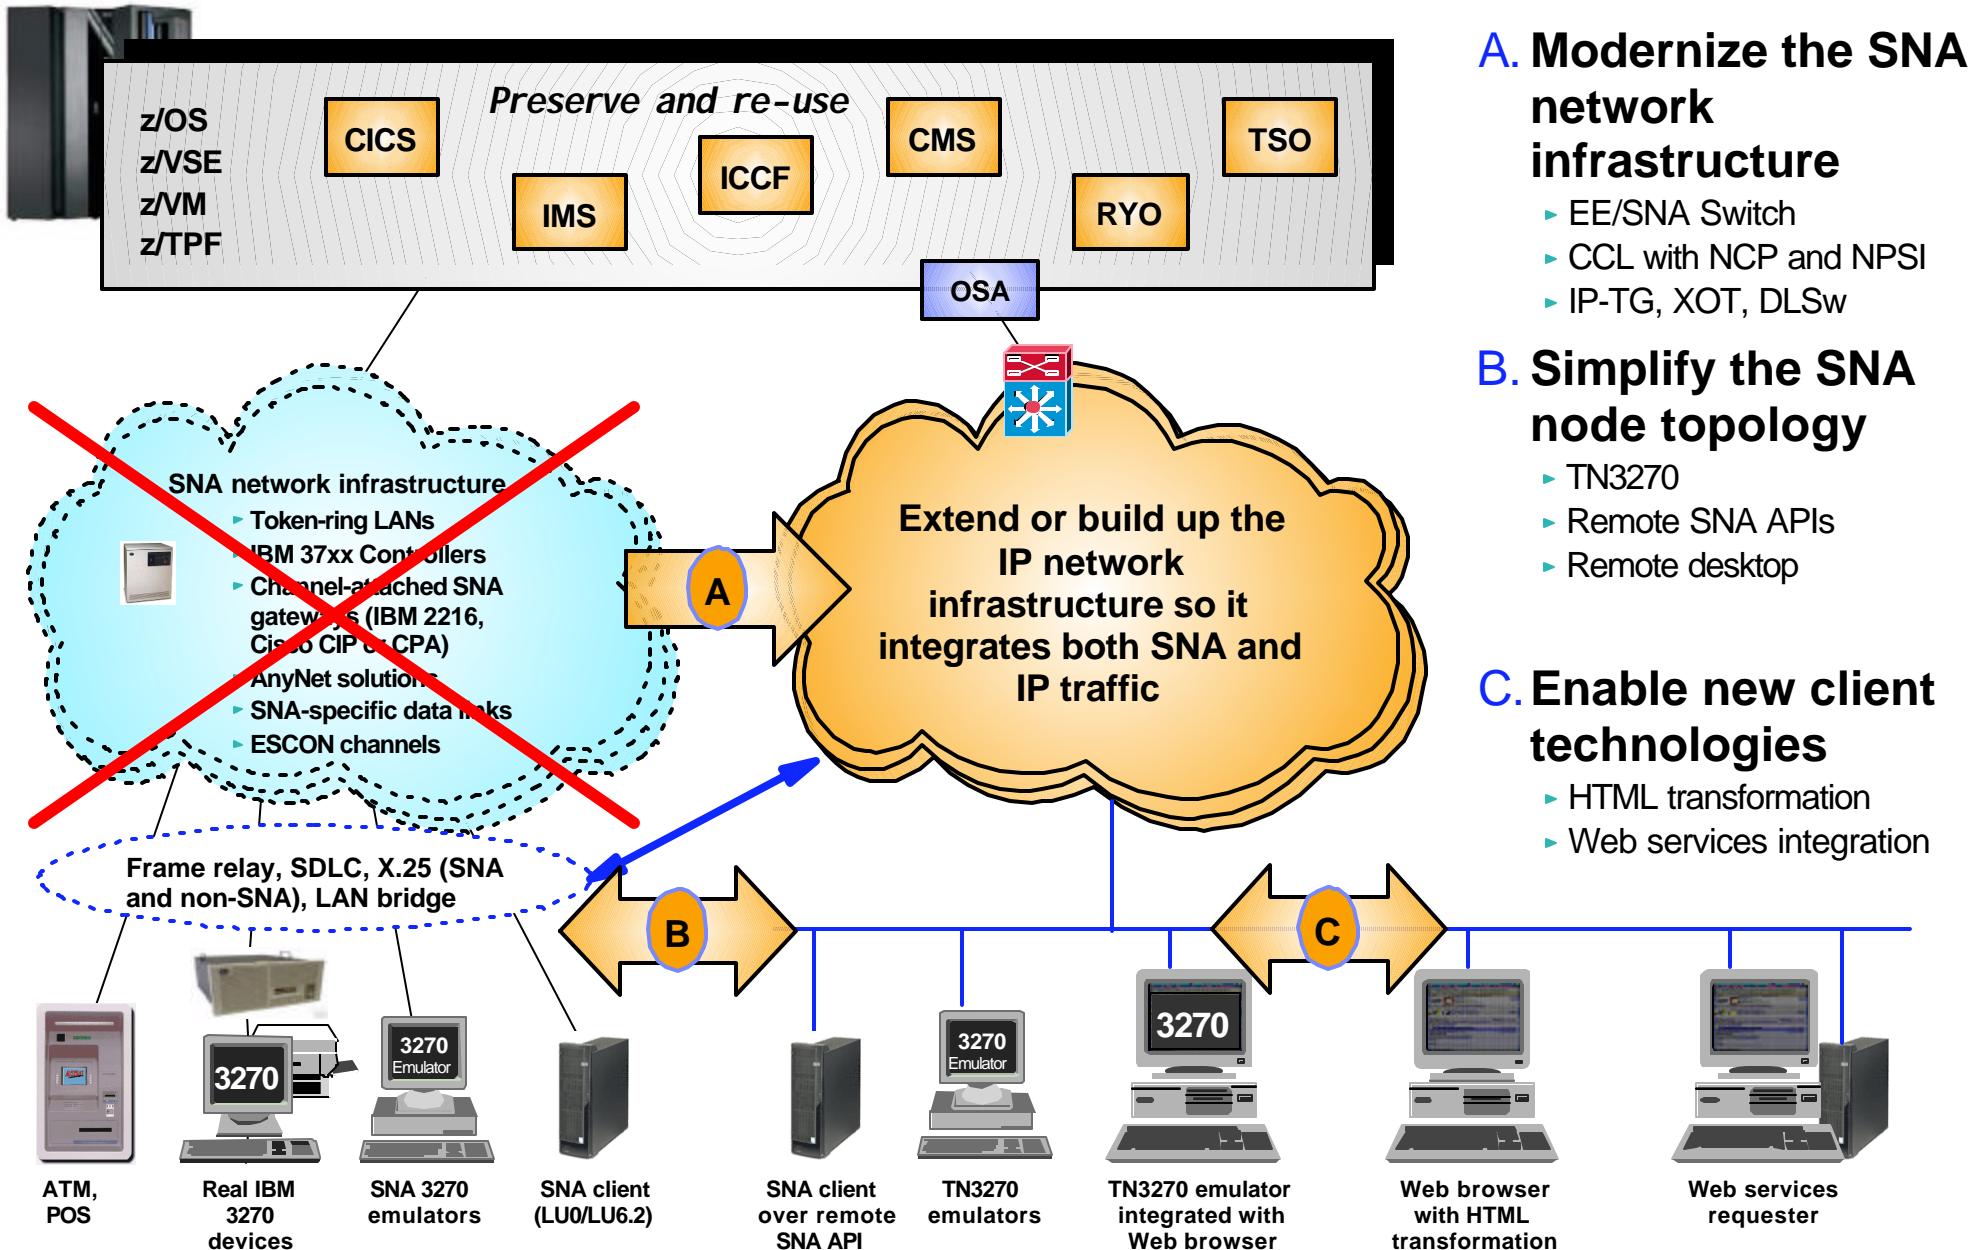 z/OS
z/VSE
z/VM
z/TPF
Preserve and re-use
CICS
IMS
ICCF
CMS
RYO
TSO
OSA
SNA network infrastructure
Token-ring LANs
IBM 37xx Controllers
Channel-attached SNA
gateways (IBM 2216,
Cisco CIP or CPA)
AnyNet solutions
SNA-specific data links
ESCON channels
A
Extend or build up the
IP network
infrastructure so it
integrates both SNA and
IP traffic
Frame relay, SDLC, X.25 (SNA
and non-SNA), LAN bridge
B
C
3270
3270
Emulator
3270
Emulator
3270
ATM,
POS
Real IBM
3270
devices
SNA 3270
emulators
SNA client
(LU0/LU6.2)
SNA client
over remote
SNA API
TN3270
emulators
TN3270 emulator
integrated with
Web browser
Web browser
with HTML
transformation
Web services
requester
A. Modernize the SNA
network
infrastructure
EE/SNA Switch
CCL with NCP and NPSI
IP-TG, XOT, DLSw
B. Simplify the SNA
node topology
TN3270
Remote SNA APIs
Remote desktop
C. Enable new client
technologies
HTML transformation
Web services integration